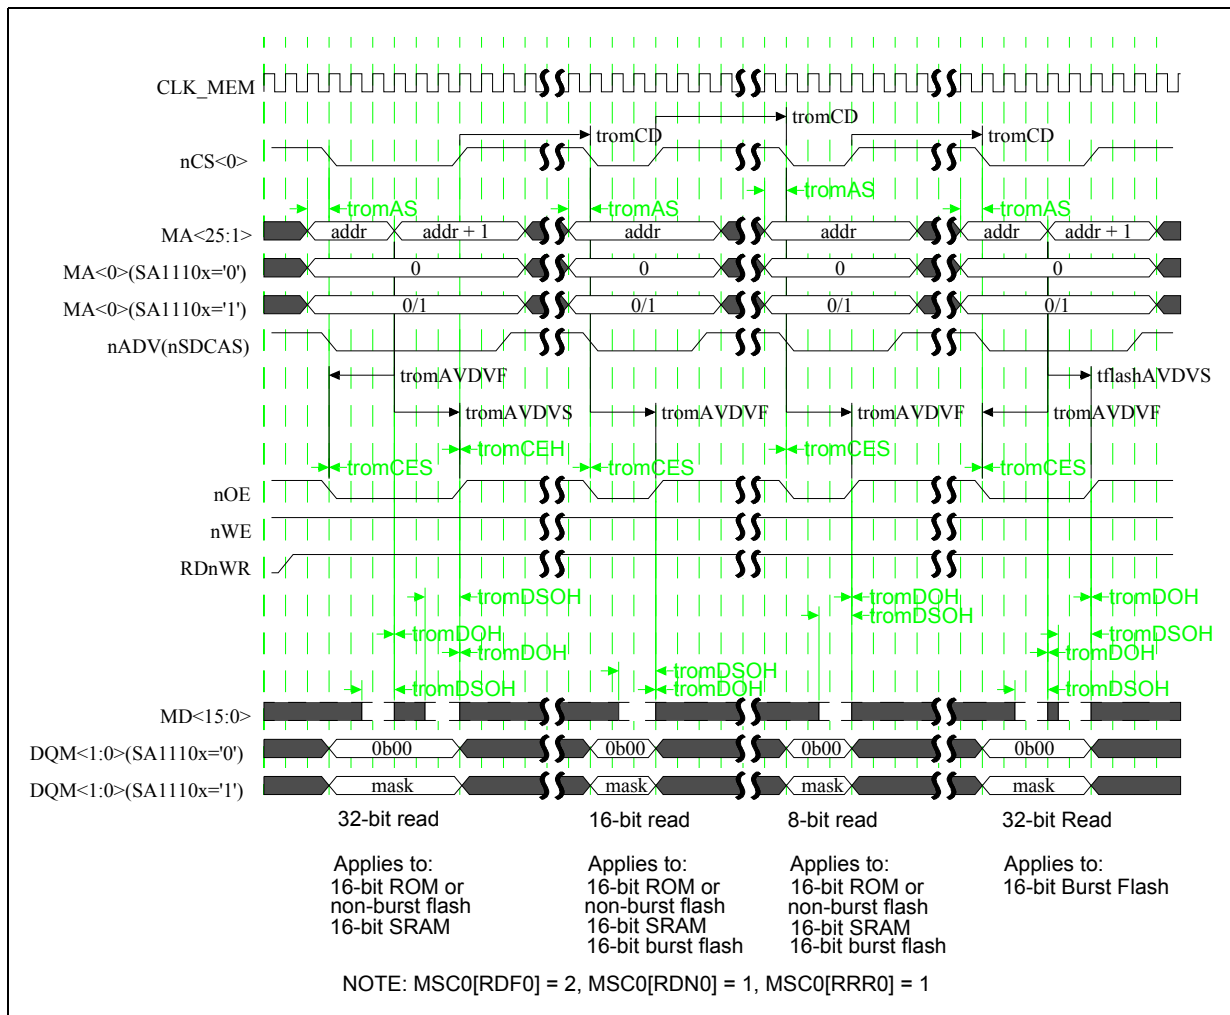 CLK_MEM
tromCD
tromCD tromCD
nCS<0>
tromAS
tromAS tromAS tromAS
MA<25:1> addr addr + 1 addr addr addr addr + 1
MA<0>(SA1110x='0') 0 0 0 0
MA<0>(SA1110x='1') 0/1 0/1 0/1 0/1
nADV(nSDCAS)
tromAVDVF tflashAVDVS
tromAVDVS tromAVDVF tromAVDVF tromAVDVF
tromCEH tromCES
tromCES tromCES tromCES
nOE
nWE
RDnWR
tromDSOH tromDOH tromDOH
tromDSOH
tromDOH tromDSOH
tromDOH tromDOH
tromDSOH
tromDSOH tromDOH tromDSOH
MD<15:0>
DQM<1:0>(SA1110x='0') 0b00 0b00 0b00 0b00
DQM<1:0>(SA1110x='1') mask mask mask mask
32-bit read 16-bit read 8-bit read 32-bit Read
Applies to: Applies to: Applies to: Applies to:
16-bit ROM or 16-bit ROM or 16-bit ROM or 16-bit Burst Flash
non-burst flash non-burst flash non-burst flash
16-bit SRAM 16-bit SRAM 16-bit SRAM
16-bit burst flash 16-bit burst flash
NOTE: MSC0[RDF0] = 2, MSC0[RDN0] = 1, MSC0[RRR0] = 1